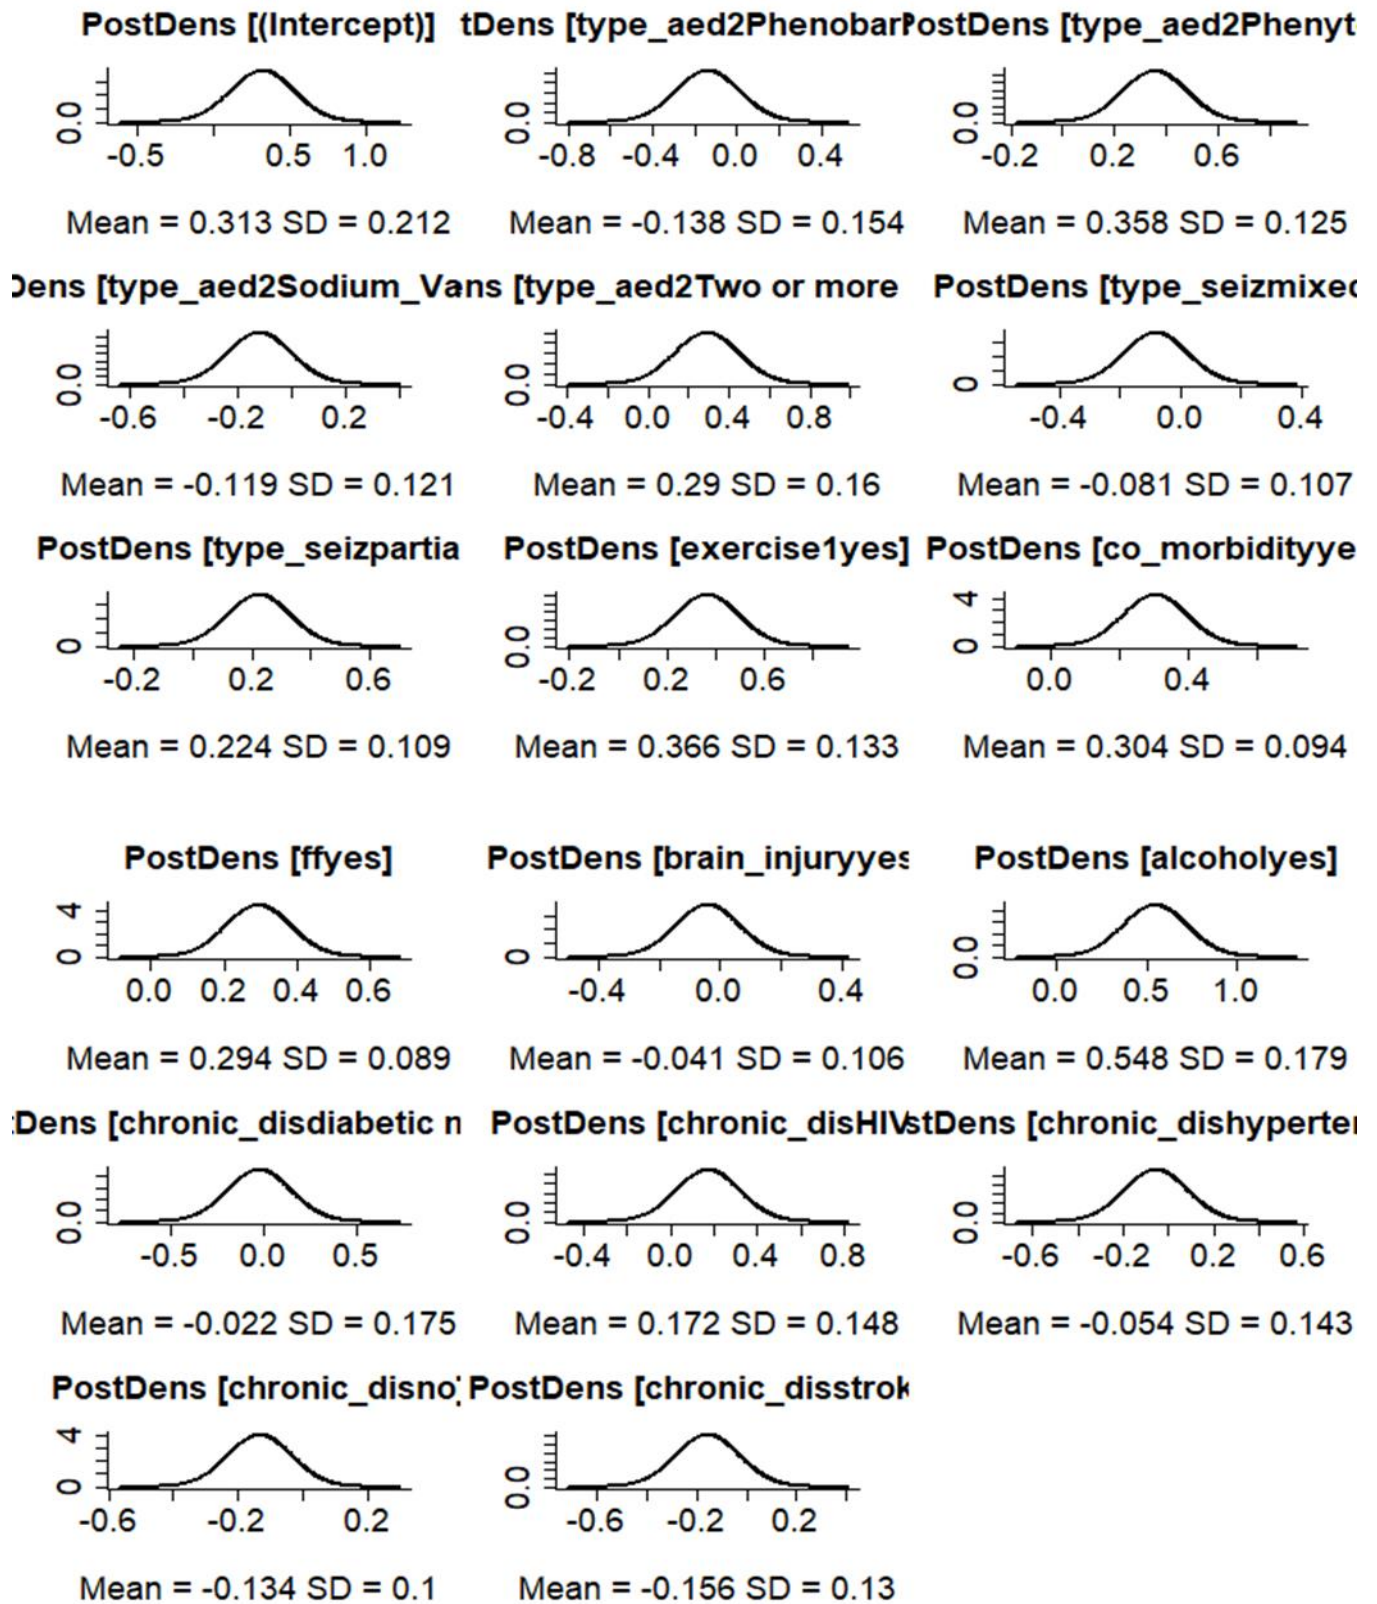 PostDens [(Intercept)] tDens [type_aed2Phenobar PostDens [type_aed2Phenyt
0.0 0.0 0.0
-0.5 0.5 1.0 -0.8 -0.4 0.0 0.4 -0.2 0.2 0.6
Mean = 0.313 SD = 0.212 Mean = -0.138 SD = 0.154 Mean = 0.358 SD = 0.125
Dens [type_aed2Sodium_Va ns [type_aed2Two or more PostDens [type_seizmixed
0.0 0.0 0
-0.6 -0.2 0.2 -0.4 0.0 0.4 0.8 -0.4 0.0 0.4
Mean = -0.119 SD = 0.121 Mean = 0.29 SD = 0.16 Mean = -0.081 SD = 0.107
PostDens [type_seizpartia PostDens [exercise1yes] PostDens [co_morbidityye
0 0.0 0 4
-0.2 0.2 0.6 -0.2 0.2 0.6 0.0 0.4
Mean = 0.224 SD = 0.109 Mean = 0.366 SD = 0.133 Mean = 0.304 SD = 0.094
PostDens [ffyes] PostDens [brain_injuryyes PostDens [alcoholyes]
0 4 0 0.0
0.0 0.2 0.4 0.6 -0.4 0.0 0.4 0.0 0.5 1.0
Mean = 0.294 SD = 0.089 Mean = -0.041 SD = 0.106 Mean = 0.548 SD = 0.179
tDens [chronic_disdiabetic n PostDens [chronic_disHIV stDens [chronic_dishyperte
0.0 0.0 0.0
-0.5 0.0 0.5 -0.4 0.0 0.4 0.8 -0.6 -0.2 0.2 0.6
Mean = -0.022 SD = 0.175 Mean = 0.172 SD = 0.148 Mean = -0.054 SD = 0.143
PostDens [chronic_disno] PostDens [chronic_disstrok
0 4 0.0
-0.6 -0.2 0.2 -0.6 -0.2 0.2
Mean = -0.134 SD = 0.1 Mean = -0.156 SD = 0.13